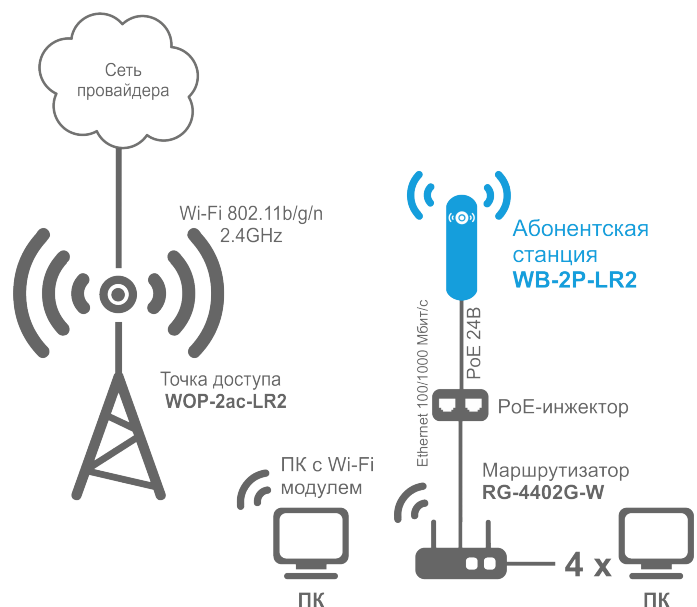 Сеть
провайдера
Wi-Fi 802.11b/g/n
2.4GHz
Точка доступа
WOP-2ac-LR2
Абонентская
станция
WB-2P-LR2
Ethernet 100/1000 Мбит/с
PoE 24В
PoE-инжектор
ПК с Wi-Fi
модулем
ПК
Маршрутизатор
RG-4402G-W
4 x
ПК